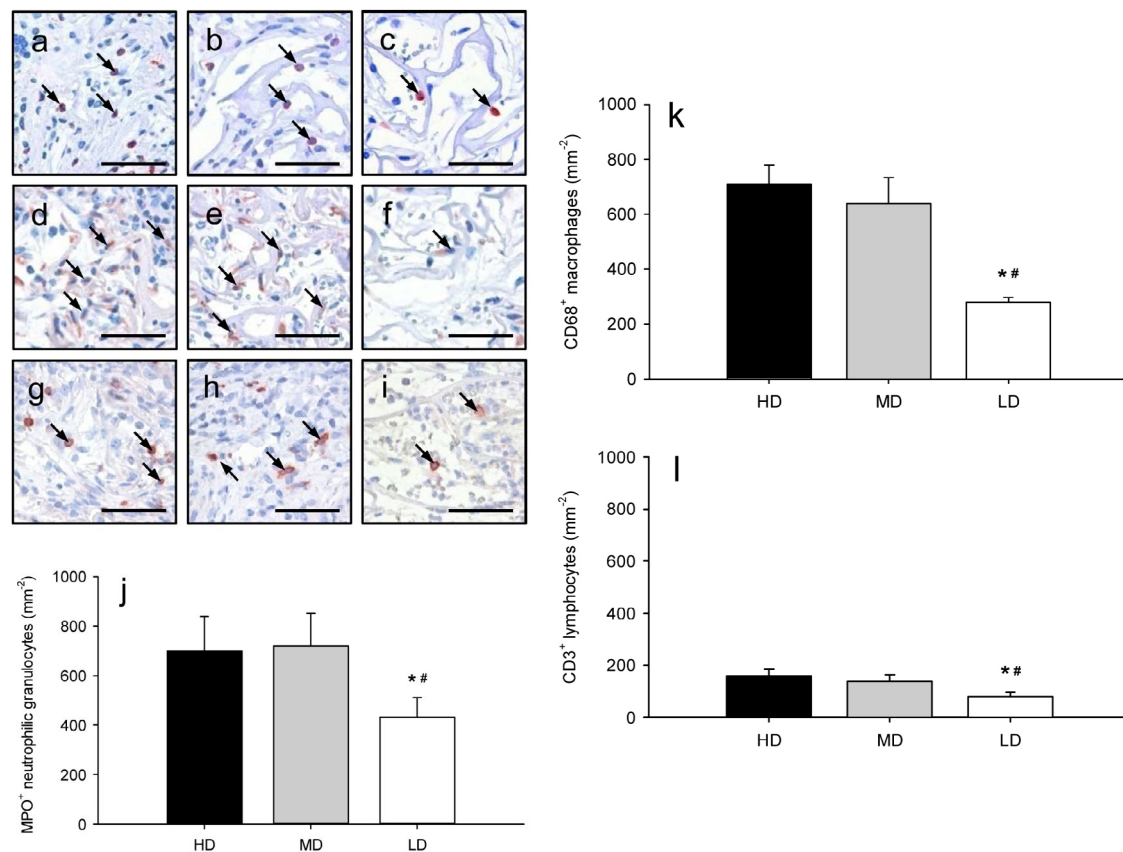 a
b
c
d
e
f
g
h
i
j
MPO⁺ neutrophilic granulocytes (mm⁻²)
1000
800
600
400
200
0
* #
HD MD LD
k
CD68⁺ macrophages (mm⁻²)
1000
800
600
400
200
0
* #
HD MD LD
l
CD3⁺ lymphocytes (mm⁻²)
1000
800
600
400
200
0
* #
HD MD LD